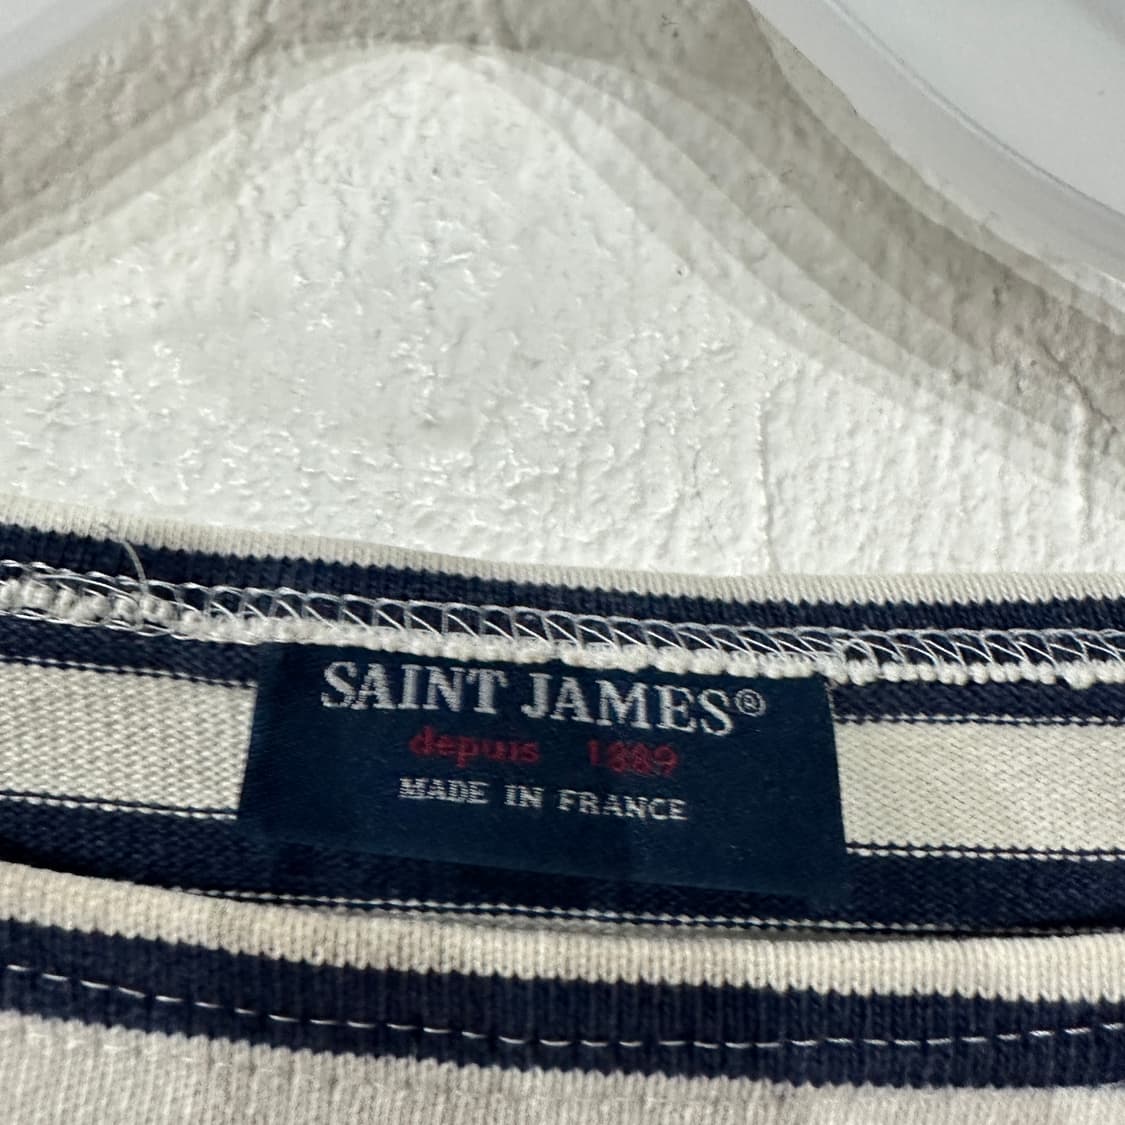 SAINT JAMES®
depuis 1889
MADE IN FRANCE